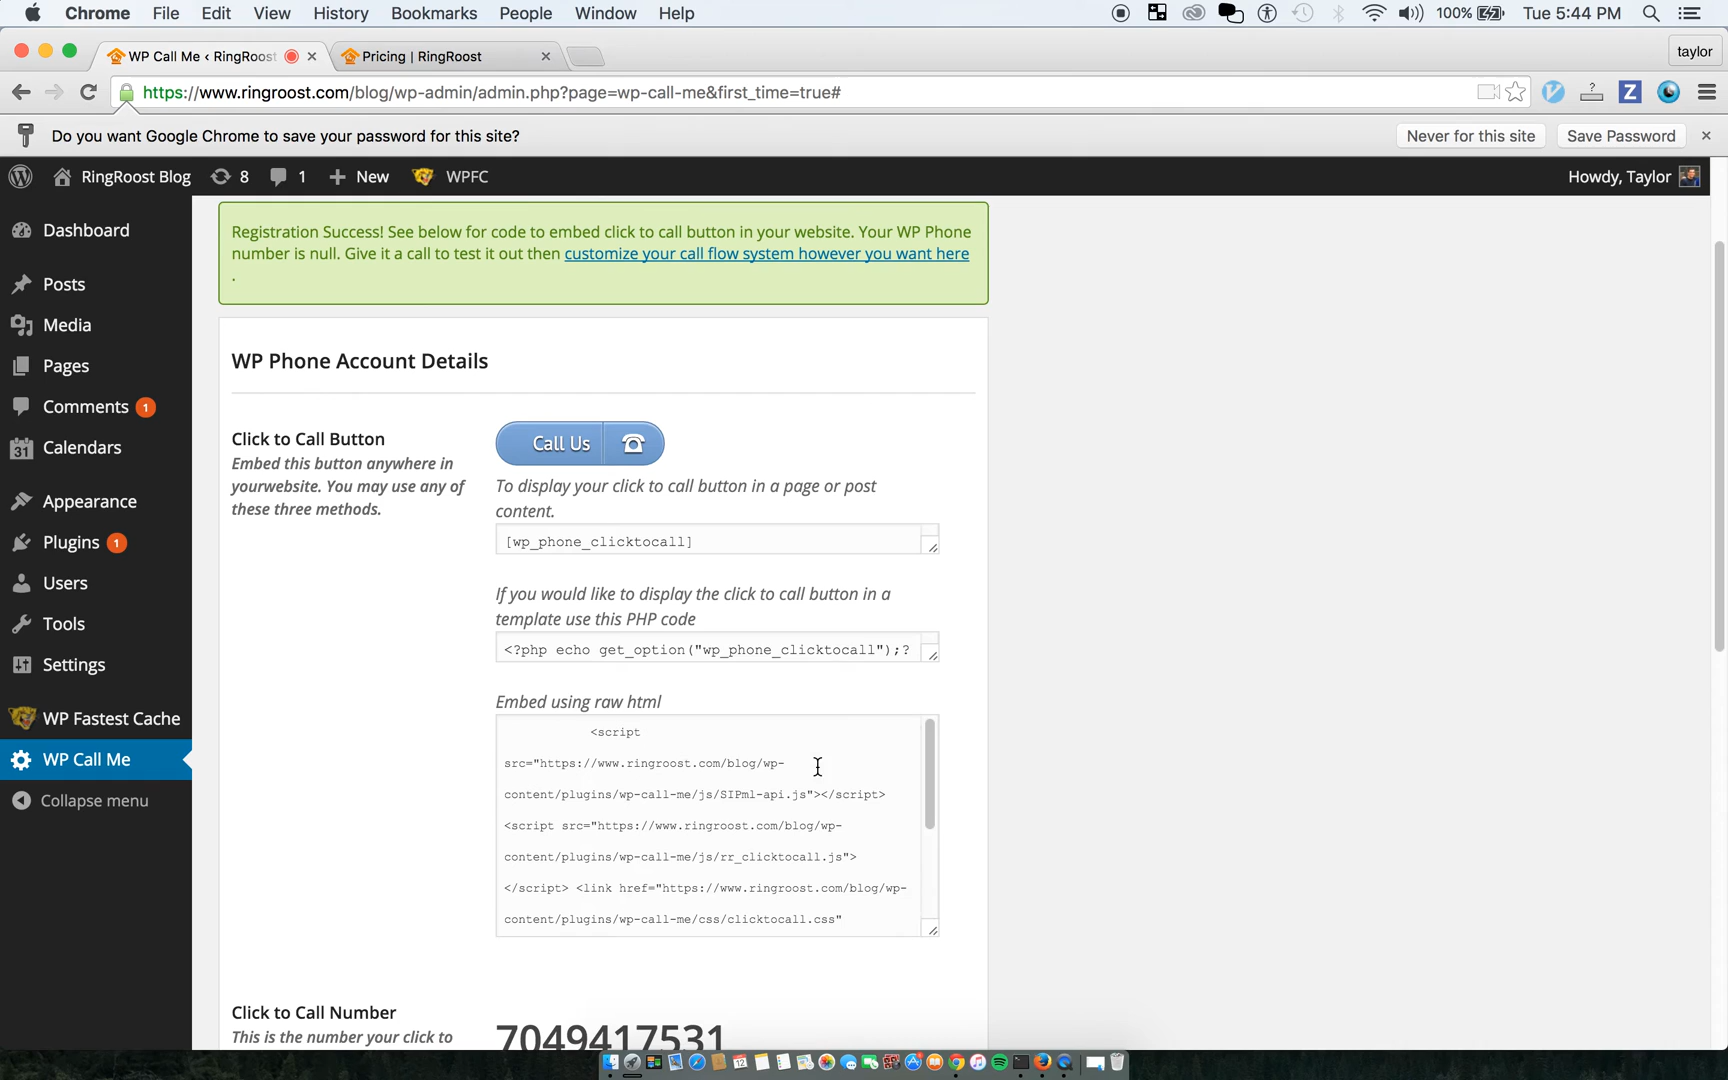 Chrome File Edit View History Bookmarks People Window Help 100% Tue 5:44 PM
WP Call Me ‹ RingRoost Pricing | RingRoost taylor
https://www.ringroost.com/blog/wp-admin/admin.php?page=wp-call-me&first_time=true#
Do you want Google Chrome to save your password for this site? Never for this site Save Password
RingRoost Blog 8 1 New WPFC Howdy, Taylor
Dashboard
Posts
Media
Pages
Comments 1
31 Calendars
Appearance
Plugins 1
Users
Tools
Settings
WP Fastest Cache
WP Call Me
Collapse menu
Registration Success! See below for code to embed click to call button in your website. Your WP Phone
number is null. Give it a call to test it out then customize your call flow system however you want here
.
WP Phone Account Details
Click to Call Button
Embed this button anywhere in
yourwebsite. You may use any of
these three methods.
Call Us
To display your click to call button in a page or post
content.
[wp_phone_clicktocall]
If you would like to display the click to call button in a
template use this PHP code
<?php echo get_option("wp_phone_clicktocall");?
Embed using raw html
<script
src="https://www.ringroost.com/blog/wp-
content/plugins/wp-call-me/js/SIPml-api.js"></script>
<script src="https://www.ringroost.com/blog/wp-
content/plugins/wp-call-me/js/rr_clicktocall.js">
</script> <link href="https://www.ringroost.com/blog/wp-
content/plugins/wp-call-me/css/clicktocall.css"
Click to Call Number
This is the number your click to
7049417531